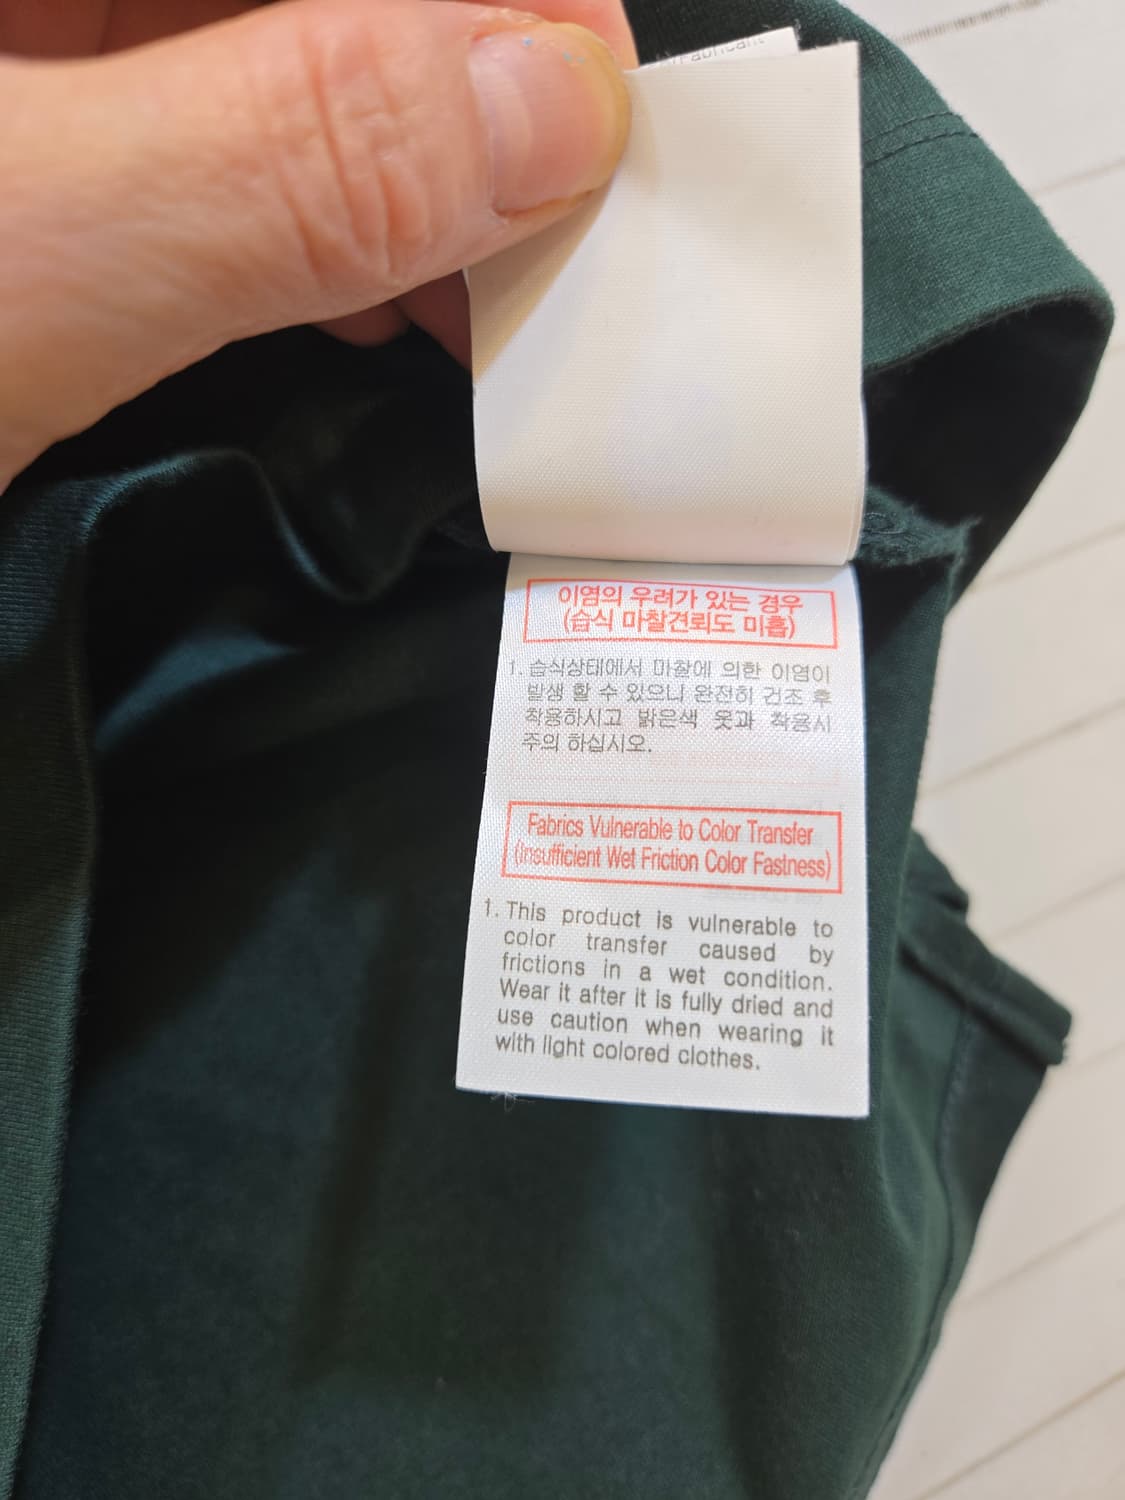 Fabricant
이염의 우려가 있는 경우
(습식 마찰견뢰도 미흡)
1. 습식상태에서 마찰에 의한 이염이
발생 할 수 있으니 완전히 건조 후
착용하시고 밝은색 옷과 착용시
주의 하십시오.
Fabrics Vulnerable to Color Transfer
(Insufficient Wet Friction Color Fastness)
1. This product is vulnerable to
color transfer caused by
frictions in a wet condition.
Wear it after it is fully dried and
use caution when wearing it
with light colored clothes.